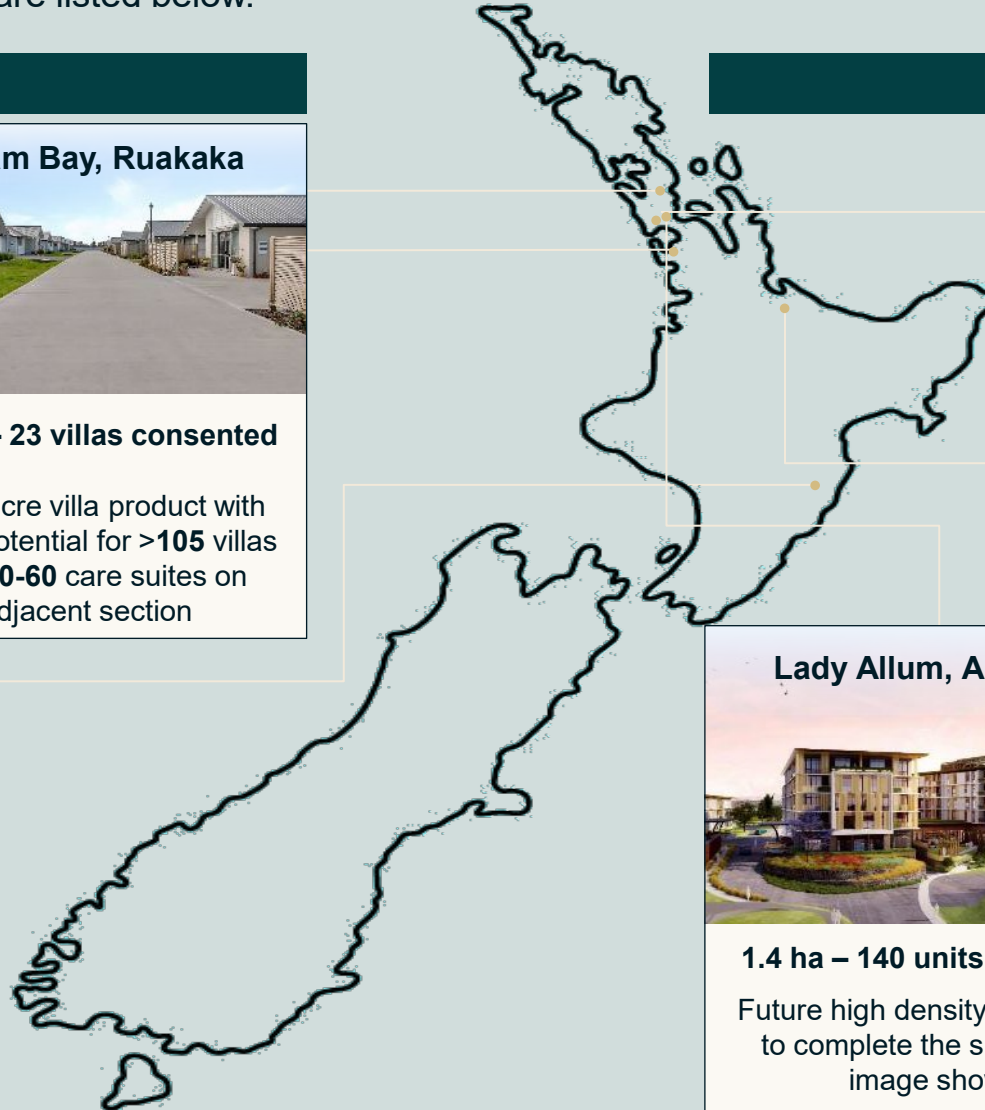 are listed below.
m Bay, Ruakaka
23 villas consented
cre villa product with
otential for >105 villas
0-60 care suites on
djacent section
Lady Allum, A
1.4 ha – 140 units
Future high density
to complete the s
image sho